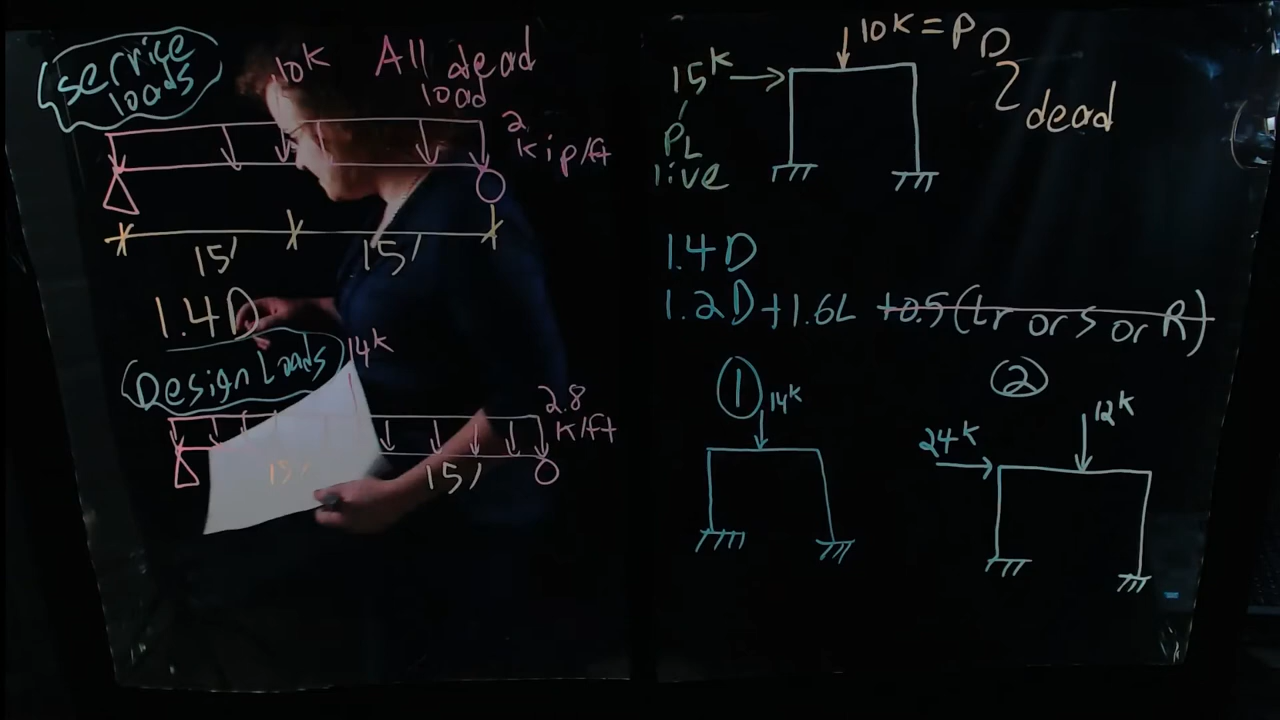 service
loads
10K
All dead
load
2
kip/ft
15'
15'
1.4D
Design Loads
14K
2.8
K/ft
15'
15'
10K = PD
dead
15K
PL
live
1.4D
1.2D+1.6L +0.5(Lr or S or R)
1
14K
2
12K
24K